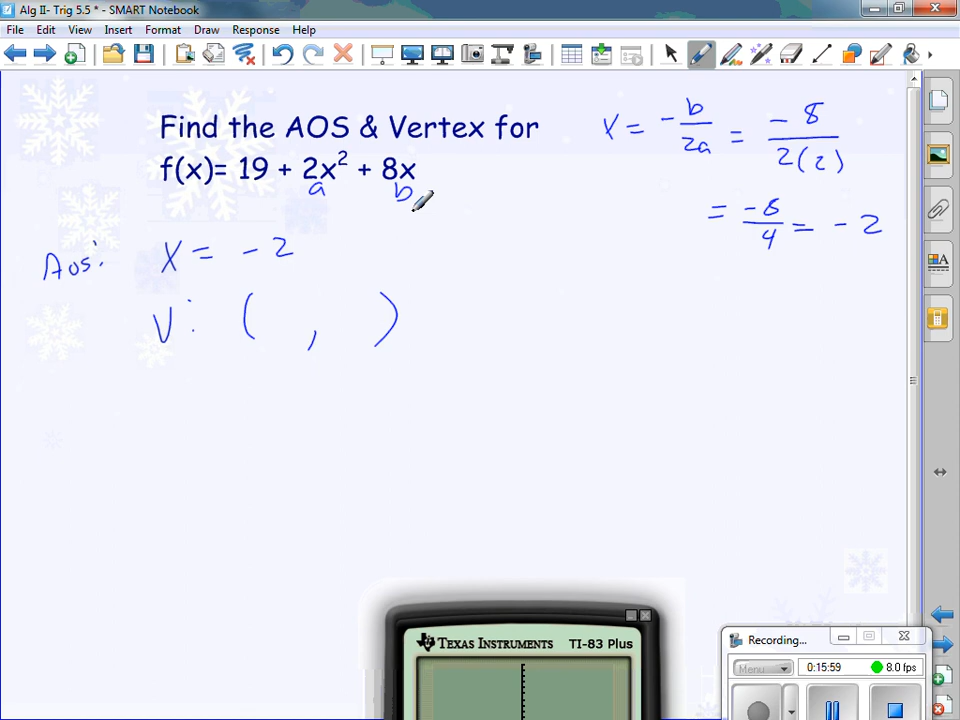 Alg II- Trig 5.5 * - SMART Notebook
File Edit View Insert Format Draw Response Help
Find the AOS & Vertex for
f(x)= 19 + 2x² + 8x
a b
x = -b/2a = -8/2(2)
= -8/4 = -2
Aos: x = -2
V: ( , )
TEXAS INSTRUMENTS TI-83 Plus
Recording...
Menu 0:15:59 8.0 fps